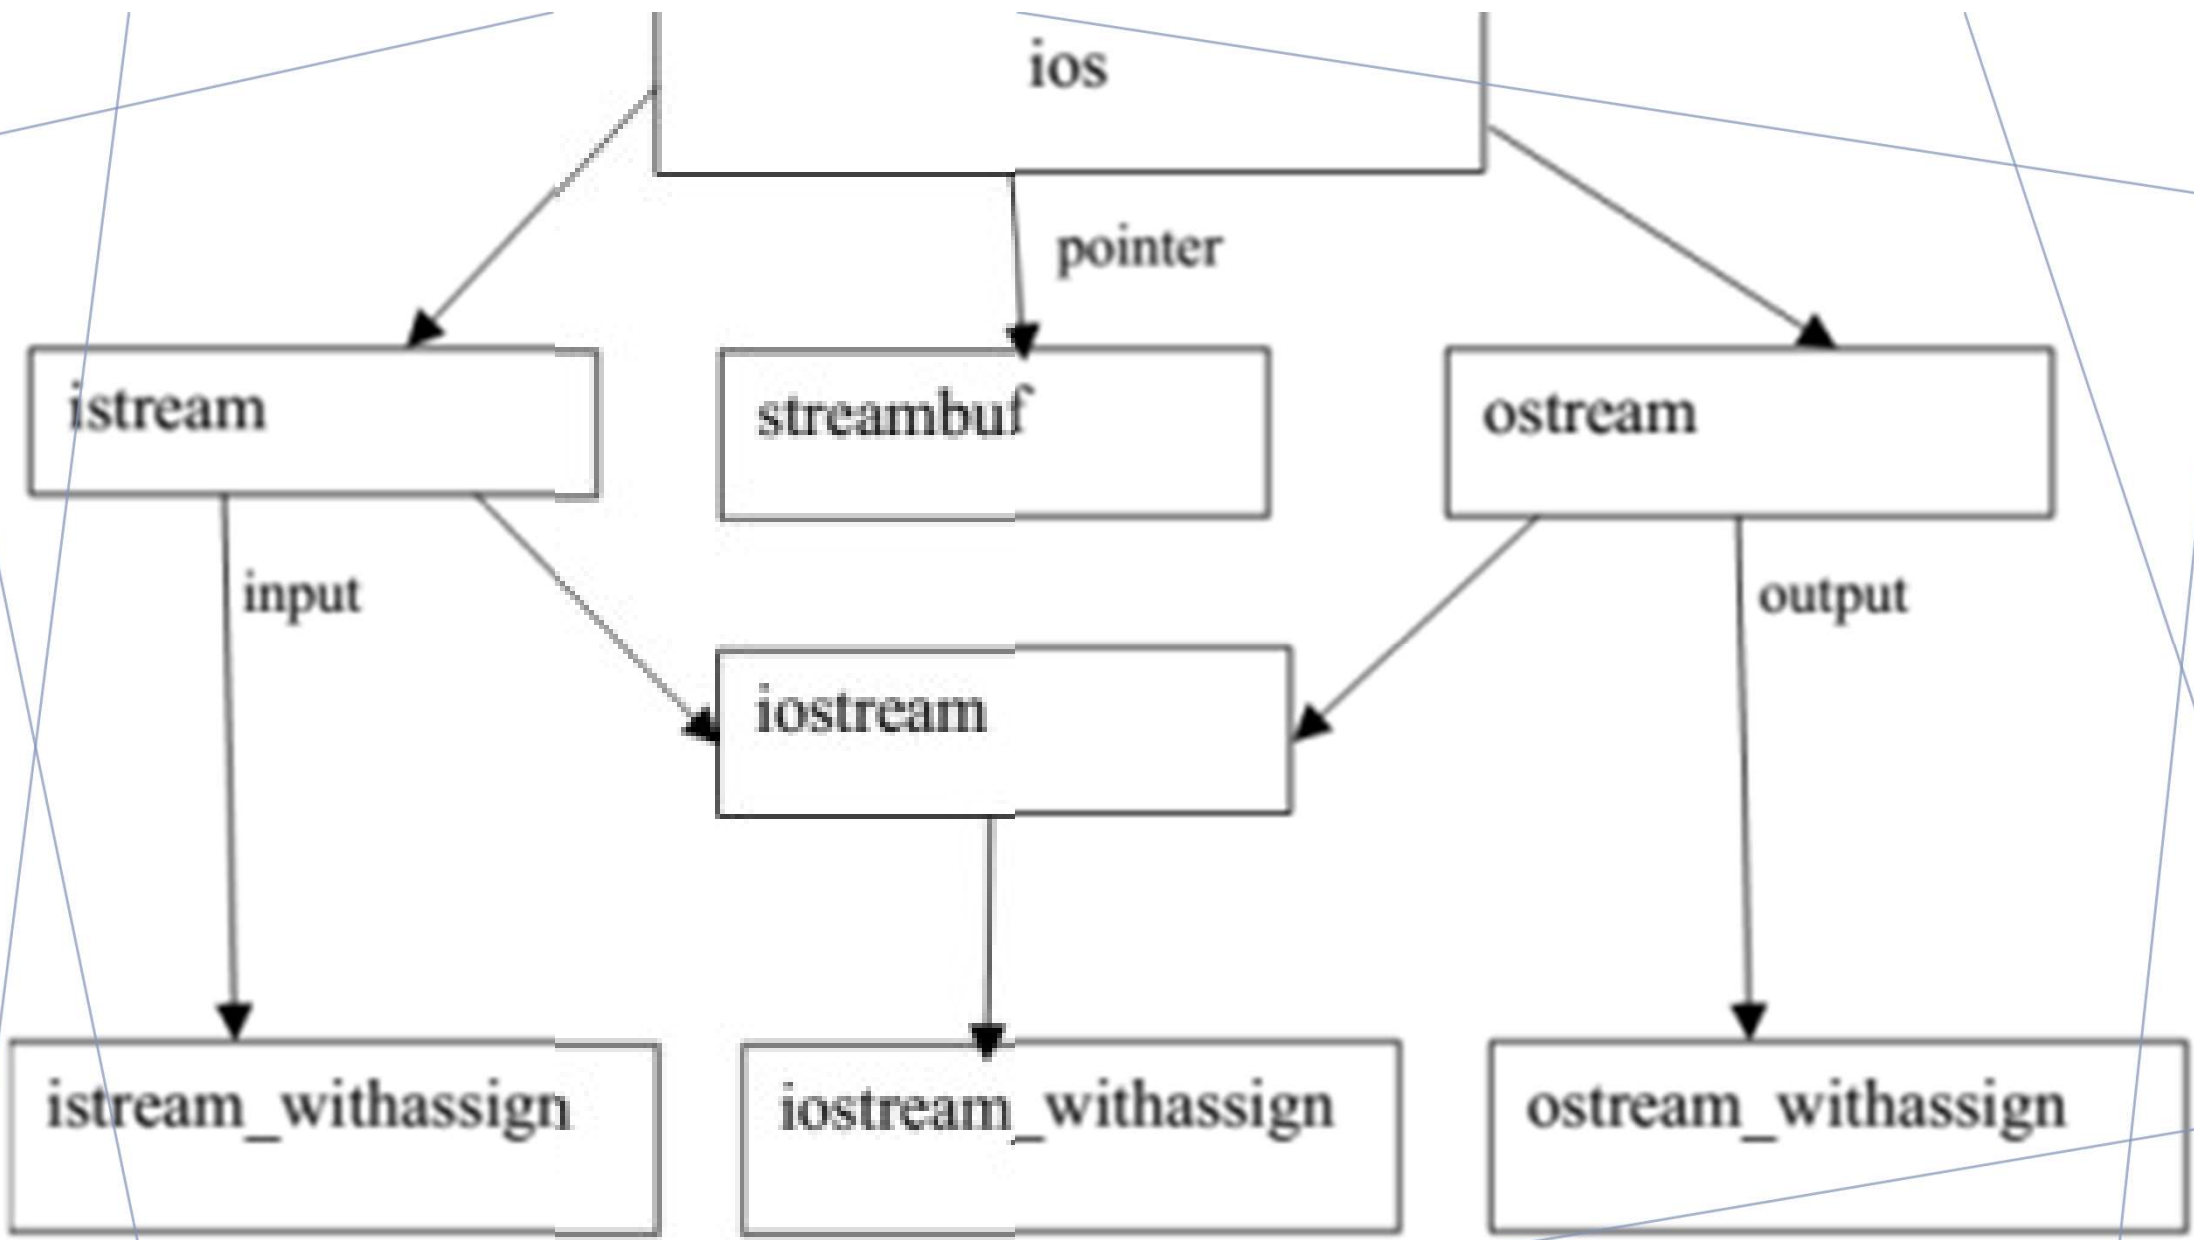 ios
pointer
istream
streambuf
ostream
input
output
iostream
istream_withassign
iostream_withassign
ostream_withassign